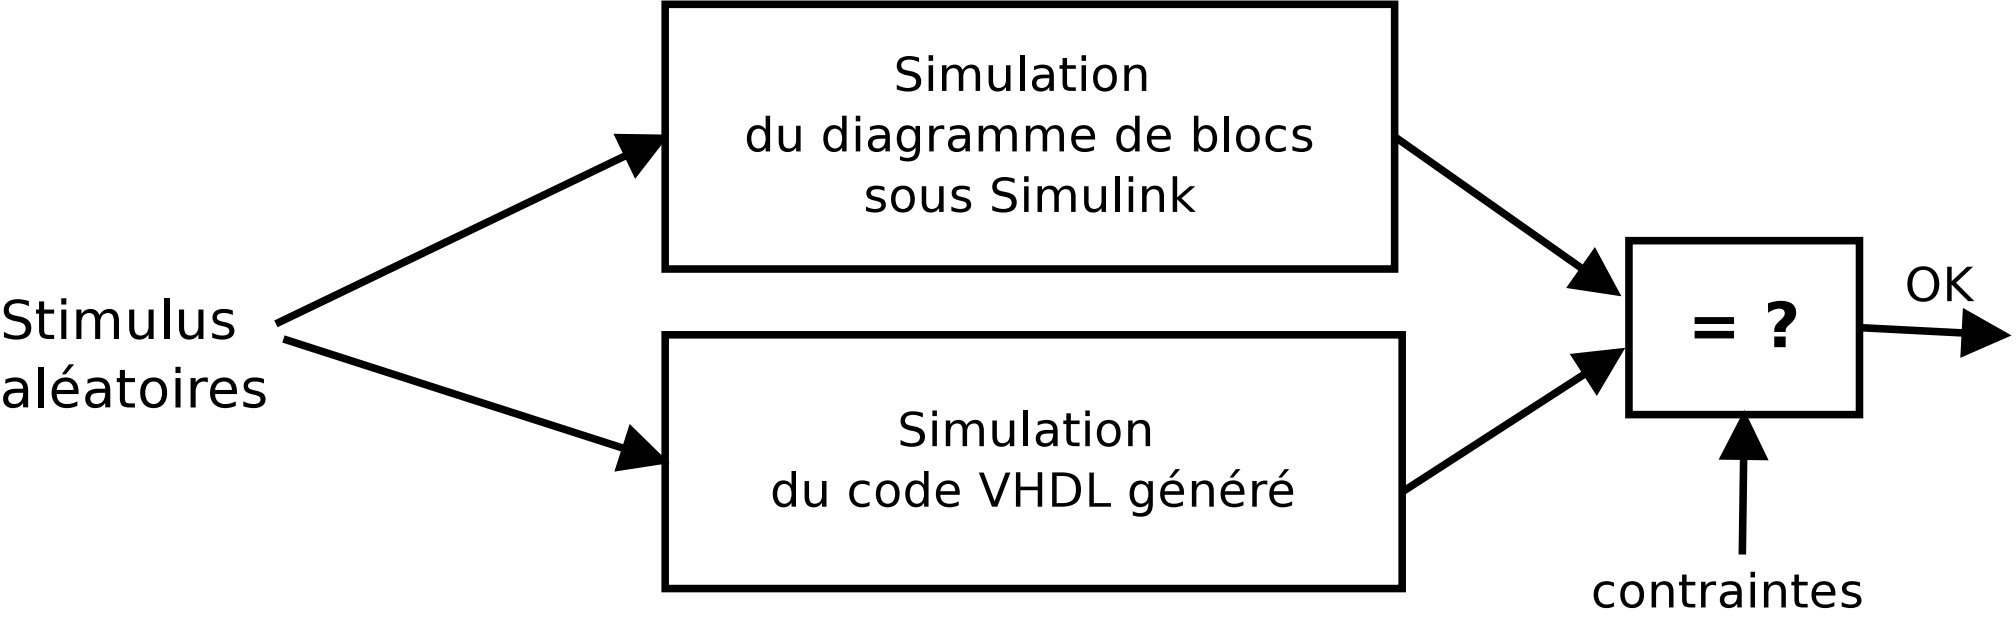 Simulation
du diagramme de blocs
sous Simulink
Stimulus
aléatoires
Simulation
du code VHDL généré
= ?
OK
contraintes